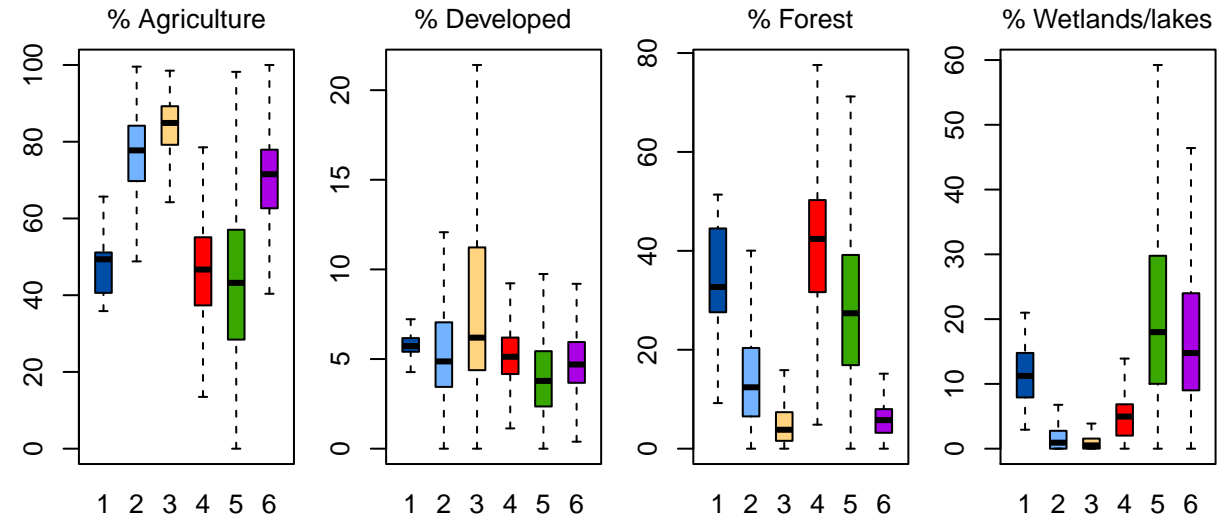 % Agriculture
% Developed
% Forest
% Wetlands/lakes
0 20 40 60 80 100
0 5 10 15 20
0 20 40 60 80
0 10 20 30 40 50 60
1 2 3 4 5 6
1 2 3 4 5 6
1 2 3 4 5 6
1 2 3 4 5 6